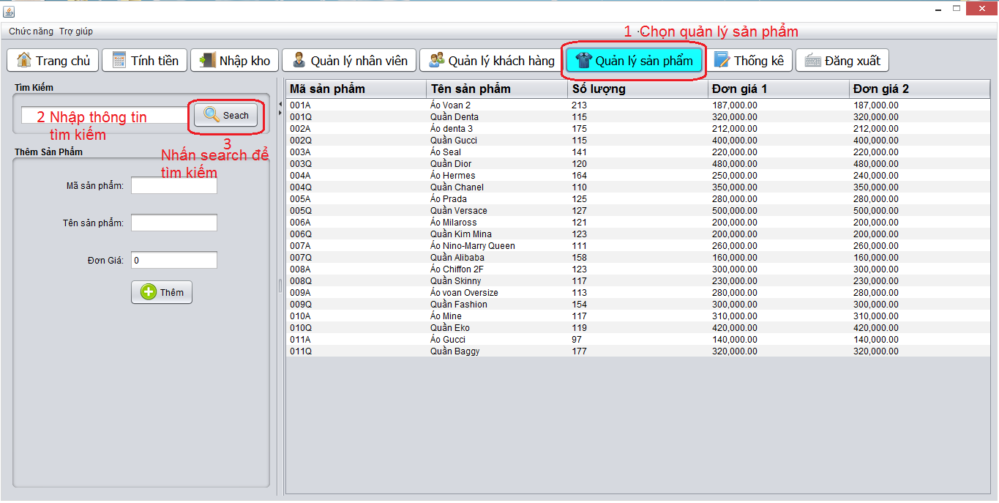 Chức năng Trợ giúp
1 Chọn quản lý sản phẩm
Trang chủ Tính tiền Nhập kho Quản lý nhân viên Quản lý khách hàng Quản lý sản phẩm Thống kê Đăng xuất
Tìm Kiếm
2 Nhập thông tin
tìm kiếm
Seach
3
Nhấn search để
tìm kiếm
Thêm Sản Phẩm
Mã sản phẩm:
Tên sản phẩm:
Đơn Giá: 0
Thêm
Mã sản phẩm Tên sản phẩm Số lượng Đơn giá 1 Đơn giá 2
001A Áo Voan 2 213 187,000.00 187,000.00
001Q Quần Denta 115 320,000.00 320,000.00
002A Áo denta 3 175 212,000.00 212,000.00
002Q Quần Gucci 115 400,000.00 400,000.00
003A Áo Seal 141 220,000.00 220,000.00
003Q Quần Dior 120 480,000.00 480,000.00
004A Áo Hermes 164 250,000.00 240,000.00
004Q Quần Chanel 110 350,000.00 350,000.00
005A Áo Prada 125 280,000.00 280,000.00
005Q Quần Versace 127 500,000.00 500,000.00
006A Áo Milaross 121 200,000.00 200,000.00
006Q Quần Kim Mina 123 200,000.00 200,000.00
007A Áo Nino-Marry Queen 111 260,000.00 260,000.00
007Q Quần Alibaba 158 160,000.00 160,000.00
008A Áo Chiffon 2F 123 300,000.00 300,000.00
008Q Quần Skinny 117 230,000.00 230,000.00
009A Áo voan Oversize 113 280,000.00 280,000.00
009Q Quần Fashion 154 300,000.00 300,000.00
010A Áo Mine 117 310,000.00 310,000.00
010Q Quần Eko 119 420,000.00 420,000.00
011A Áo Gucci 97 140,000.00 140,000.00
011Q Quần Baggy 177 320,000.00 320,000.00